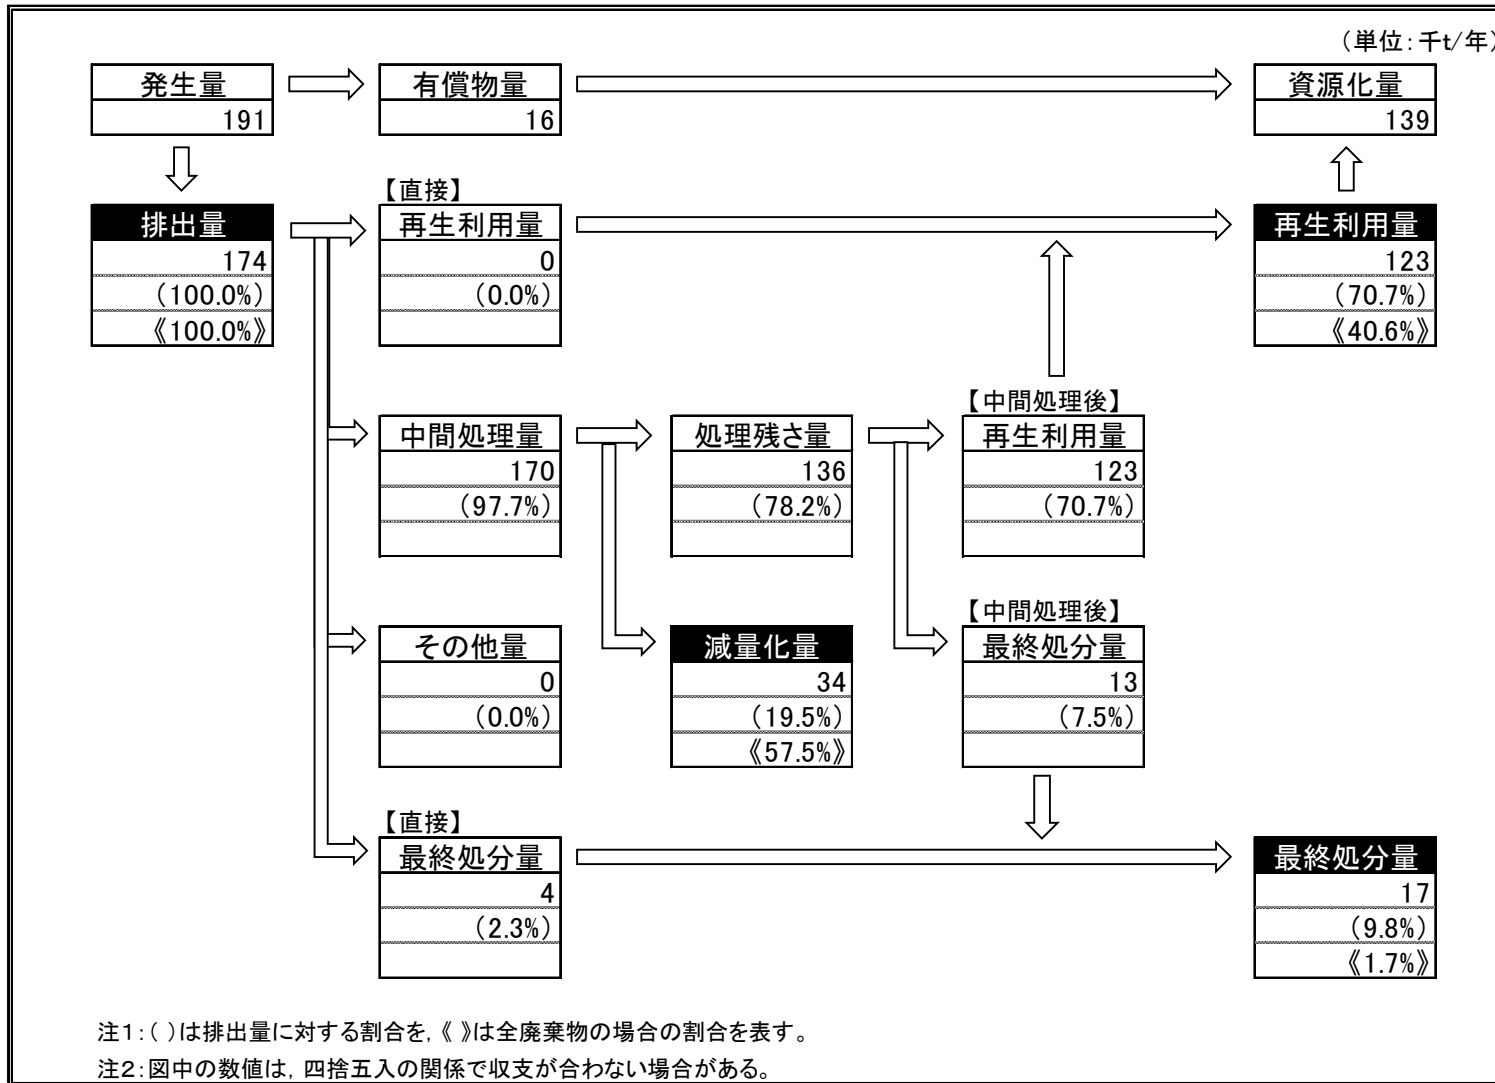 (単位:千t/年)
発生量
191
有償物量
16
資源化量
139
排出量
174
(100.0%)
《100.0%》
【直接】
再生利用量
0
(0.0%)
再生利用量
123
(70.7%)
《40.6%》
中間処理量
170
(97.7%)
処理残さ量
136
(78.2%)
【中間処理後】
再生利用量
123
(70.7%)
その他量
0
(0.0%)
減量化量
34
(19.5%)
《57.5%》
【中間処理後】
最終処分量
13
(7.5%)
【直接】
最終処分量
4
(2.3%)
最終処分量
17
(9.8%)
《1.7%》
注1:( )は排出量に対する割合を,《 》は全廃棄物の場合の割合を表す。
注2:図中の数値は,四捨五入の関係で収支が合わない場合がある。